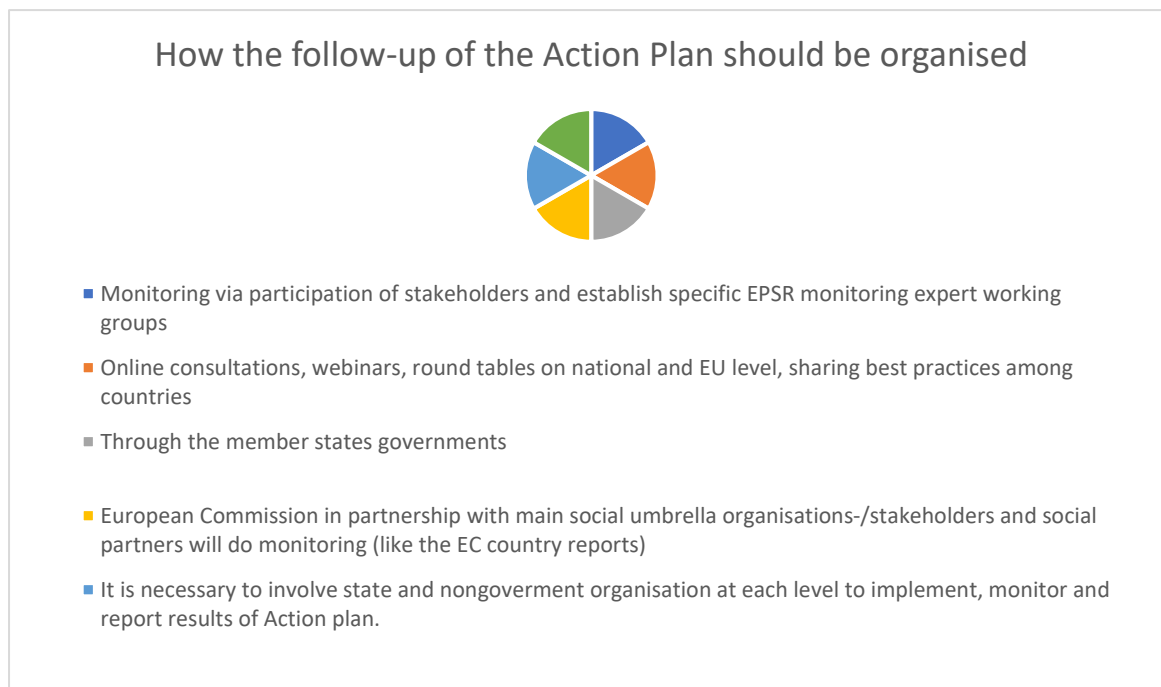 How the follow-up of the Action Plan should be organised
Monitoring via participation of stakeholders and establish specific EPSR monitoring expert working
groups
Online consultations, webinars, round tables on national and EU level, sharing best practices among
countries
Through the member states governments
European Commission in partnership with main social umbrella organisations-/stakeholders and social
partners will do monitoring (like the EC country reports)
It is necessary to involve state and nongoverment organisation at each level to implement, monitor and
report results of Action plan.